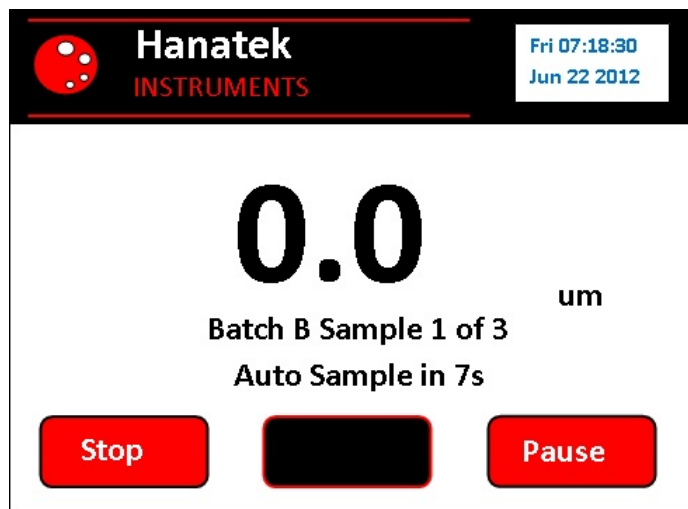 Hanatek
INSTRUMENTS
Fri 07:18:30
Jun 22 2012
0.0
um
Batch B Sample 1 of 3
Auto Sample in 7s
Stop
Pause